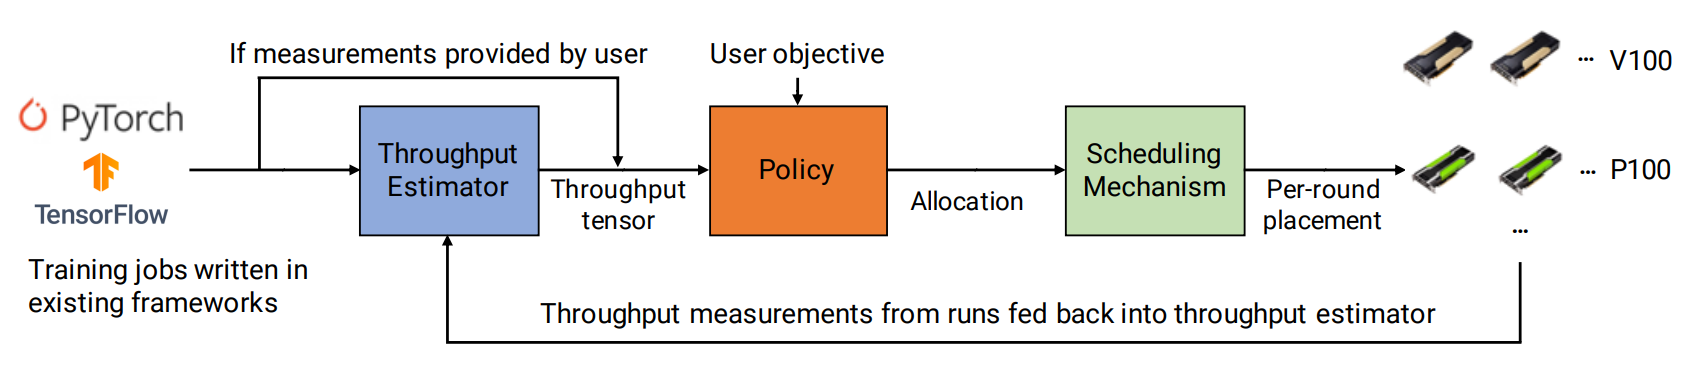 If measurements provided by user
User objective
... V100
PyTorch
TensorFlow
Training jobs written in
existing frameworks
Throughput
Estimator
Throughput
tensor
Policy
Allocation
Scheduling
Mechanism
Per-round
placement
... P100
...
Throughput measurements from runs fed back into throughput estimator